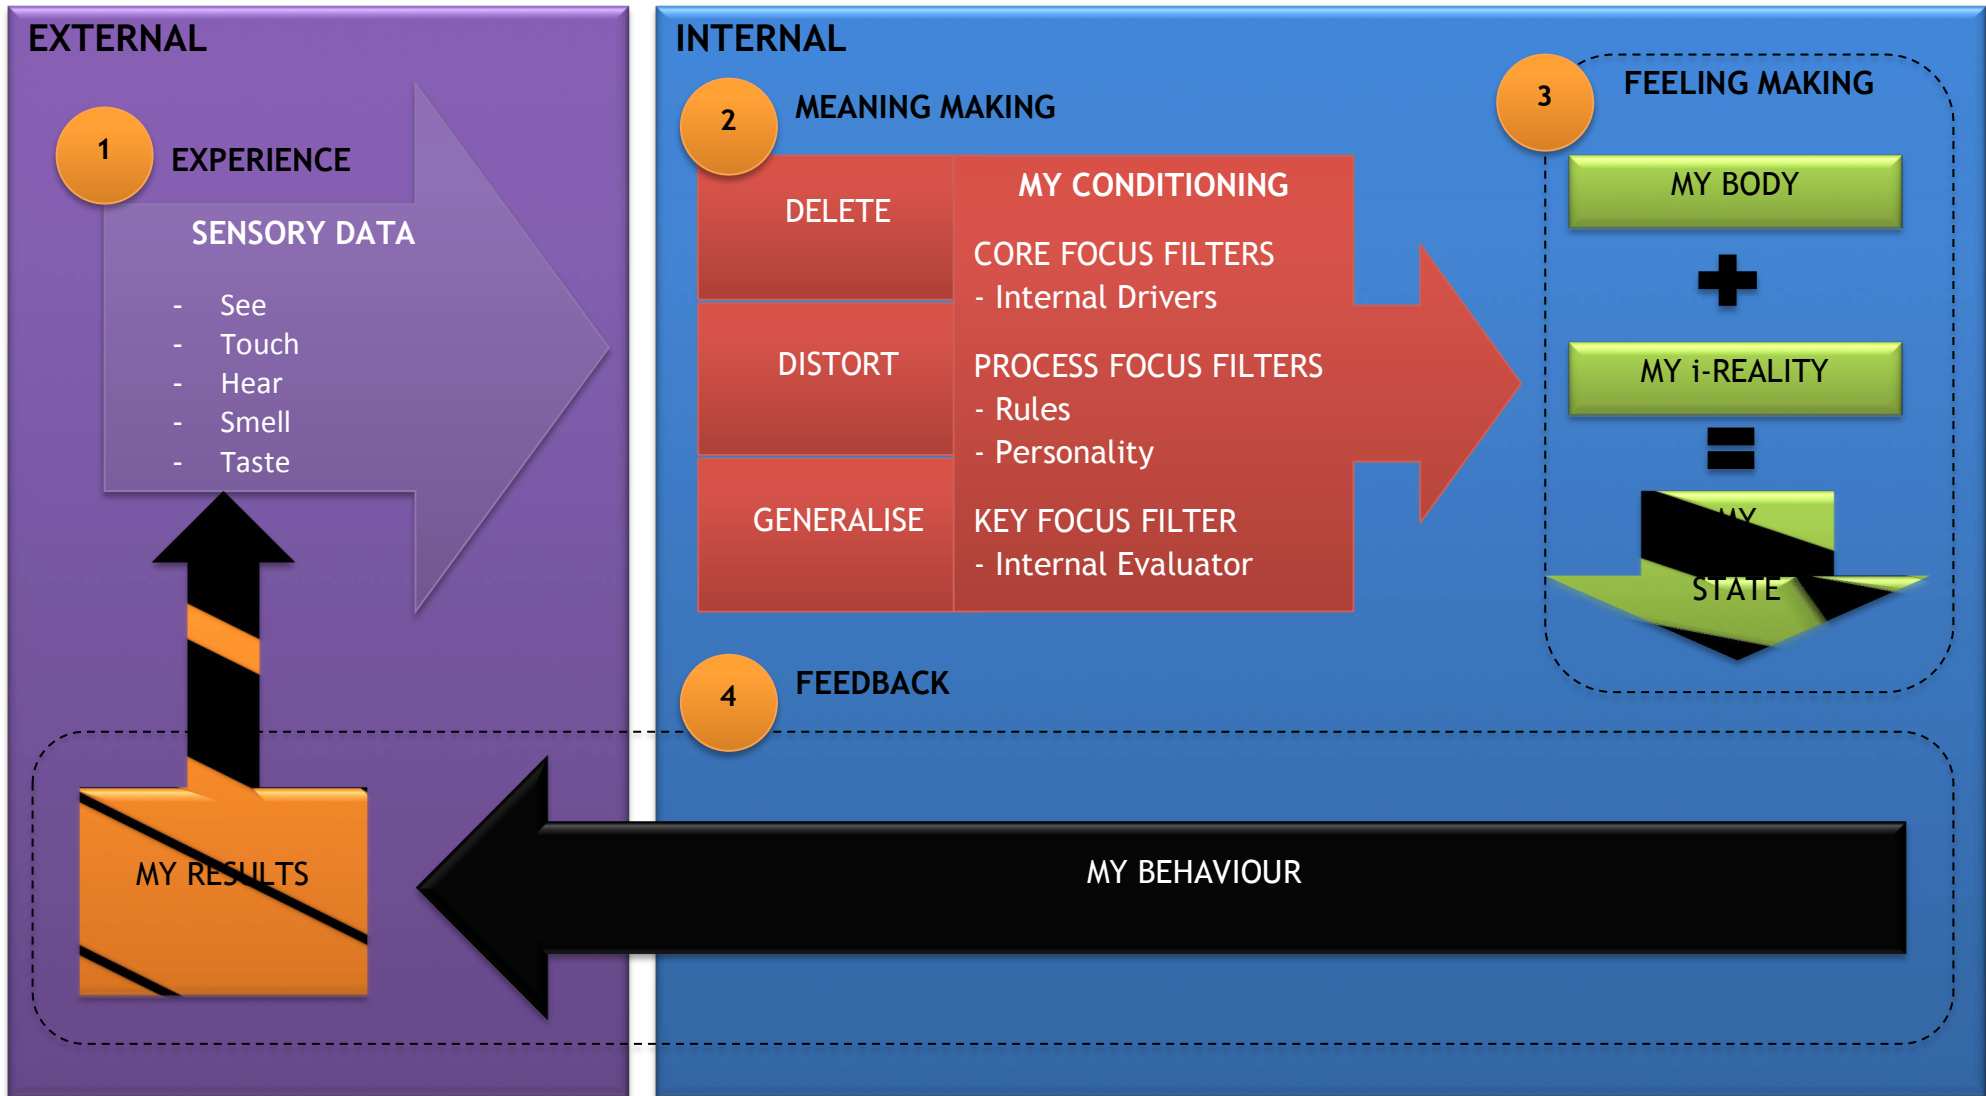 EXTERNAL
1
EXPERIENCE
SENSORY DATA
- See
- Touch
- Hear
- Smell
- Taste
INTERNAL
2
MEANING MAKING
DELETE
DISTORT
GENERALISE
MY CONDITIONING
CORE FOCUS FILTERS
- Internal Drivers
PROCESS FOCUS FILTERS
- Rules
- Personality
KEY FOCUS FILTER
- Internal Evaluator
3
FEELING MAKING
MY BODY
MY i-REALITY
MY
STATE
4
FEEDBACK
MY BEHAVIOUR
MY RESULTS